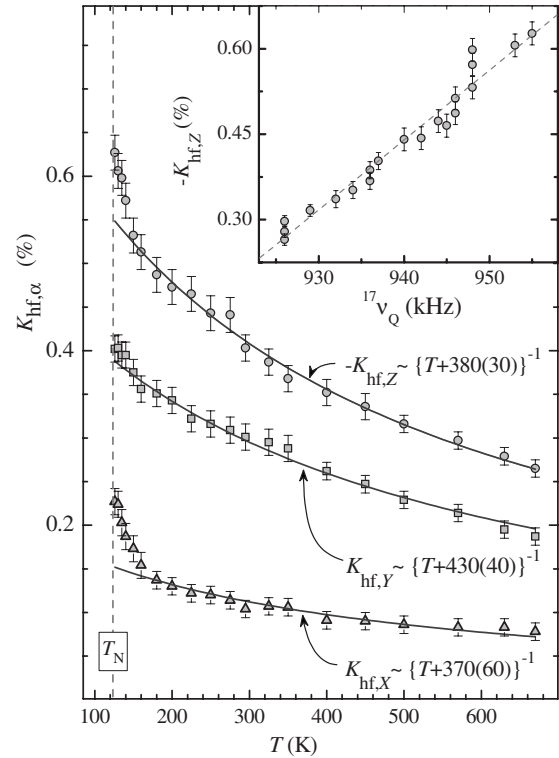 0.60
0.45
0.30
-K_hf,Z (%)
930 940 950
¹⁷ν_Q (kHz)
0.6
0.4
0.2
K_hf,α (%)
-K_hf,Z ~ {T+380(30)}⁻¹
K_hf,Y ~ {T+430(40)}⁻¹
K_hf,X ~ {T+370(60)}⁻¹
T_N
100 200 300 400 500 600 700
T (K)